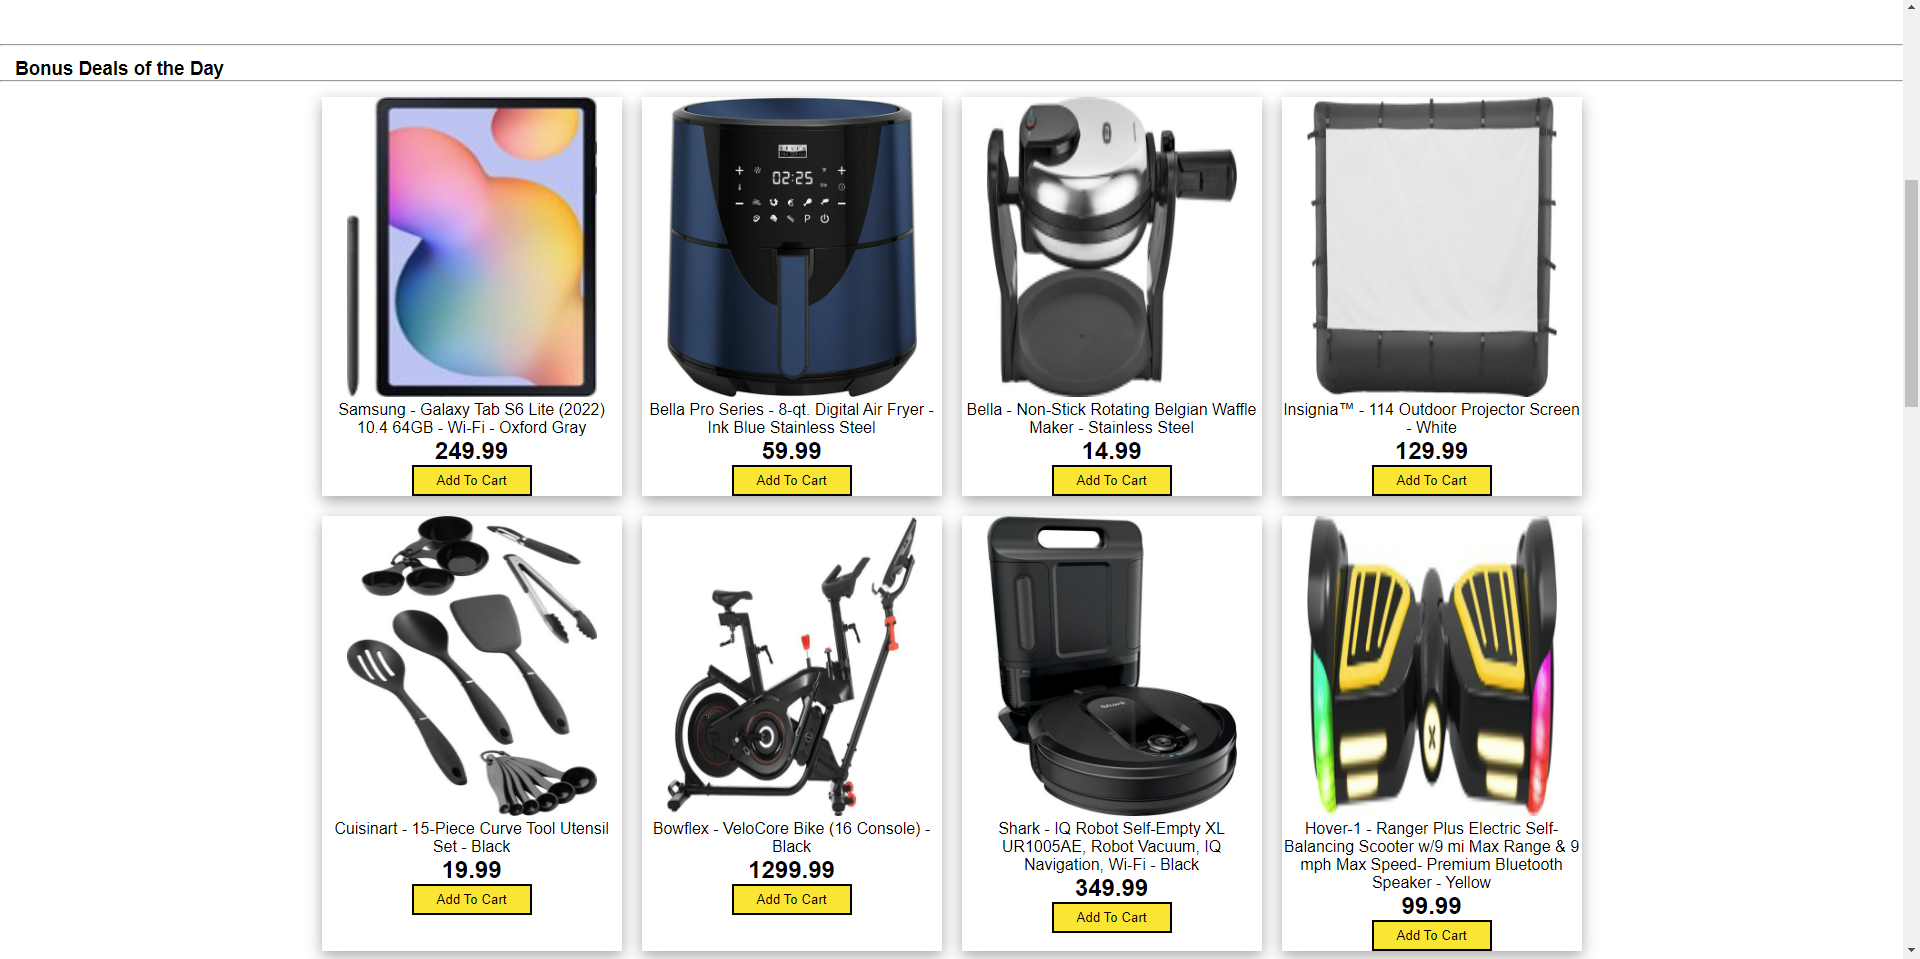 Bonus Deals of the Day
02:25
P
Samsung - Galaxy Tab S6 Lite (2022)
10.4 64GB - Wi-Fi - Oxford Gray
249.99
Add To Cart
Bella Pro Series - 8-qt. Digital Air Fryer -
Ink Blue Stainless Steel
59.99
Add To Cart
Bella - Non-Stick Rotating Belgian Waffle
Maker - Stainless Steel
14.99
Add To Cart
Insignia™ - 114 Outdoor Projector Screen
- White
129.99
Add To Cart
Cuisinart - 15-Piece Curve Tool Utensil
Set - Black
19.99
Add To Cart
Bowflex - VeloCore Bike (16 Console) -
Black
1299.99
Add To Cart
Shark
Shark - IQ Robot Self-Empty XL
UR1005AE, Robot Vacuum, IQ
Navigation, Wi-Fi - Black
349.99
Add To Cart
X
Hover-1 - Ranger Plus Electric Self-
Balancing Scooter w/9 mi Max Range & 9
mph Max Speed- Premium Bluetooth
Speaker - Yellow
99.99
Add To Cart